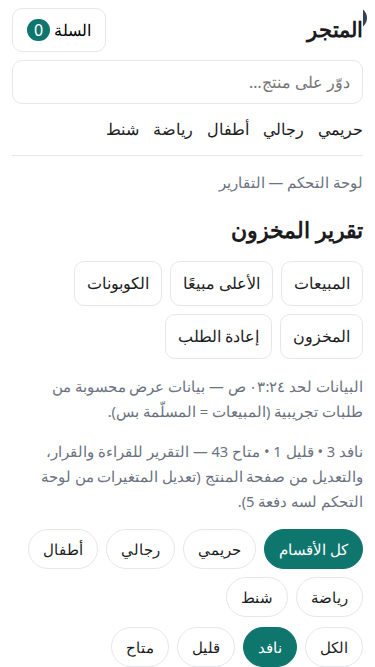 المتجر
السلة 0
دوّر على منتج...
حريمي رجالي أطفال رياضة شنط
لوحة التحكم — التقارير
تقرير المخزون
المبيعات الأعلى مبيعًا الكوبونات
المخزون إعادة الطلب
البيانات لحد ٠٣:٢٤ ص — بيانات عرض محسوبة من
طلبات تجريبية (المبيعات = المسلّمة بس).
نافد 3 • قليل 1 • متاح 43 — التقرير للقراءة والقرار،
والتعديل من صفحة المنتج (تعديل المتغيرات من لوحة
التحكم لسه دفعة 5).
كل الأقسام حريمي رجالي أطفال
رياضة شنط
الكل نافد قليل متاح